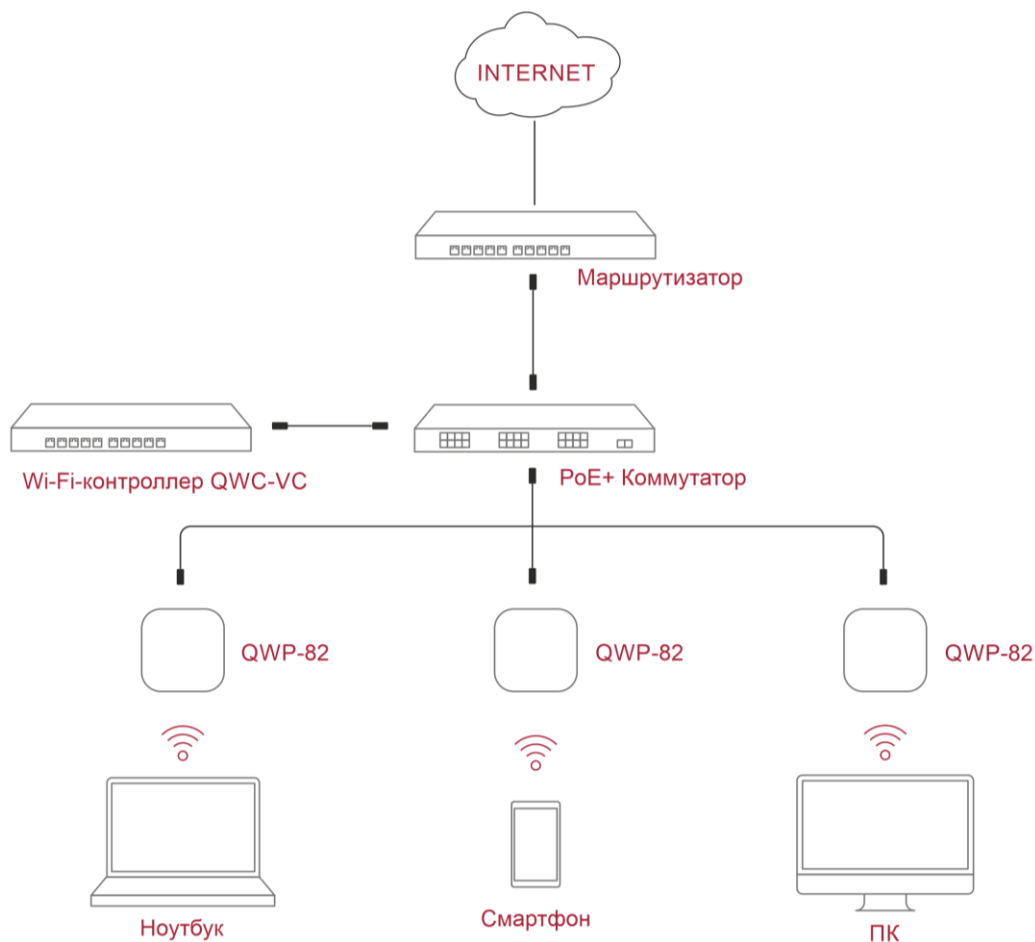 INTERNET
Маршрутизатор
Wi-Fi-контроллер QWC-VC
PoE+ Коммутатор
QWP-82
QWP-82
QWP-82
Ноутбук
Смартфон
ПК